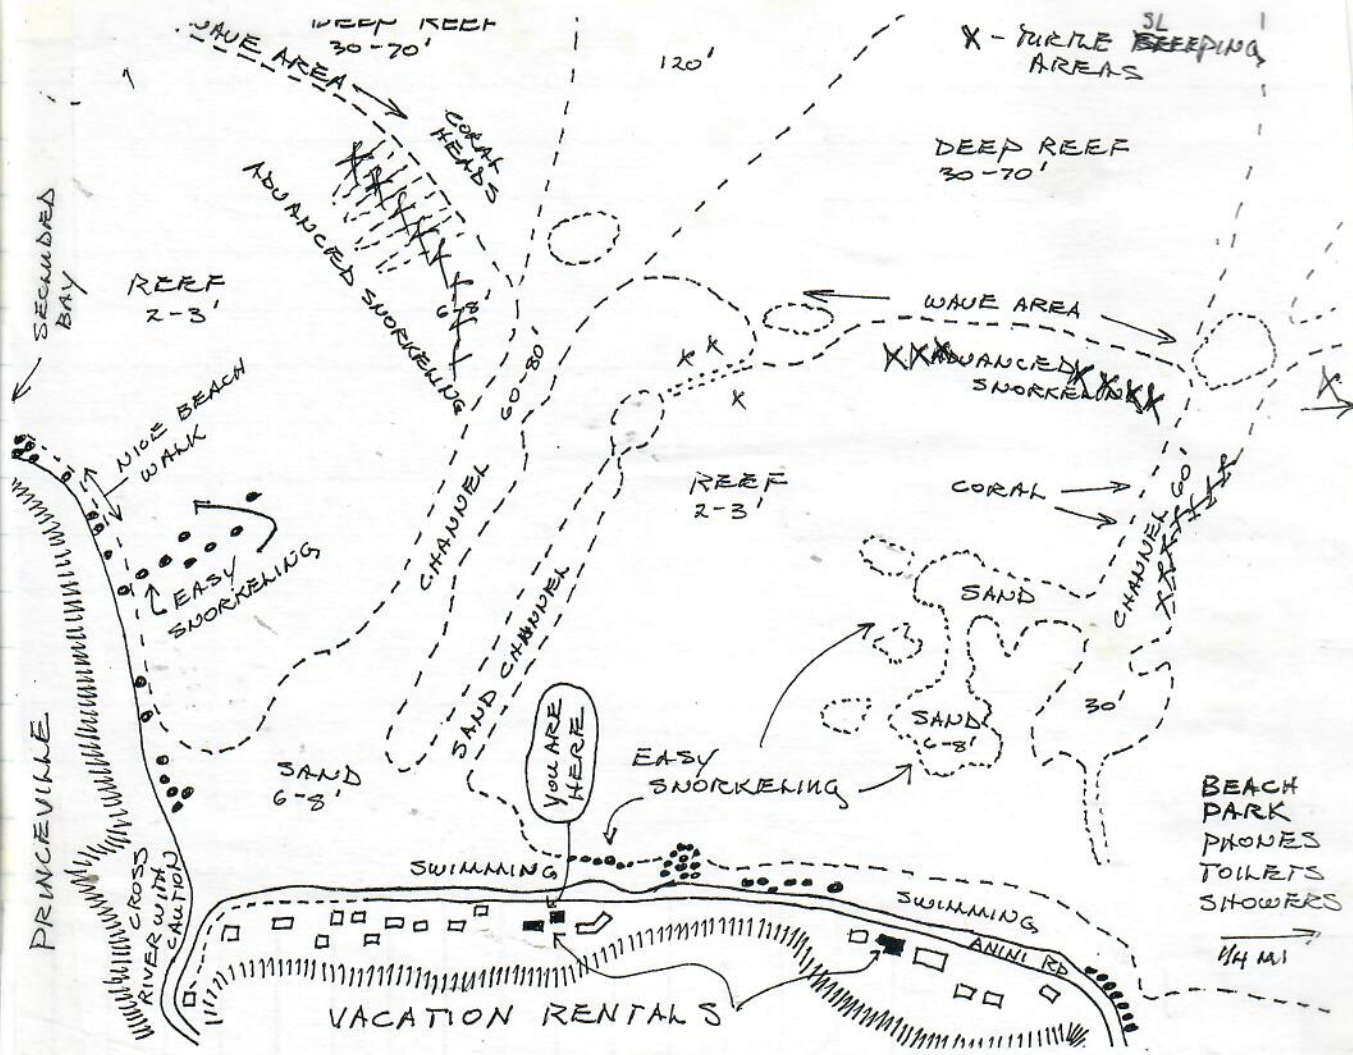 WAVE AREA
DEEP REEF
30-70'
120'
X - TURTLE SLEEPING
AREAS
CORAL
HEADS
ADVANCED SNORKELING
6-8'
DEEP REEF
30-70'
SECLUDED
BAY
REEF
2-3'
WAVE AREA
ADVANCED
SNORKELING
60-80'
NICE BEACH
WALK
EASY
SNORKELING
CHANNEL
REEF
2-3'
CORAL
CHANNEL 60'
SAND
SAND CHANNEL
SAND
6-8'
30'
YOU ARE
HERE
EASY
SNORKELING
SAND
6-8'
PRINCEVILLE
BEACH
PARK
PHONES
TOILETS
SHOWERS
1/4 MI
CROSS
RIVER WITH
CAUTION
SWIMMING
SWIMMING
ANINI RD
VACATION RENTALS